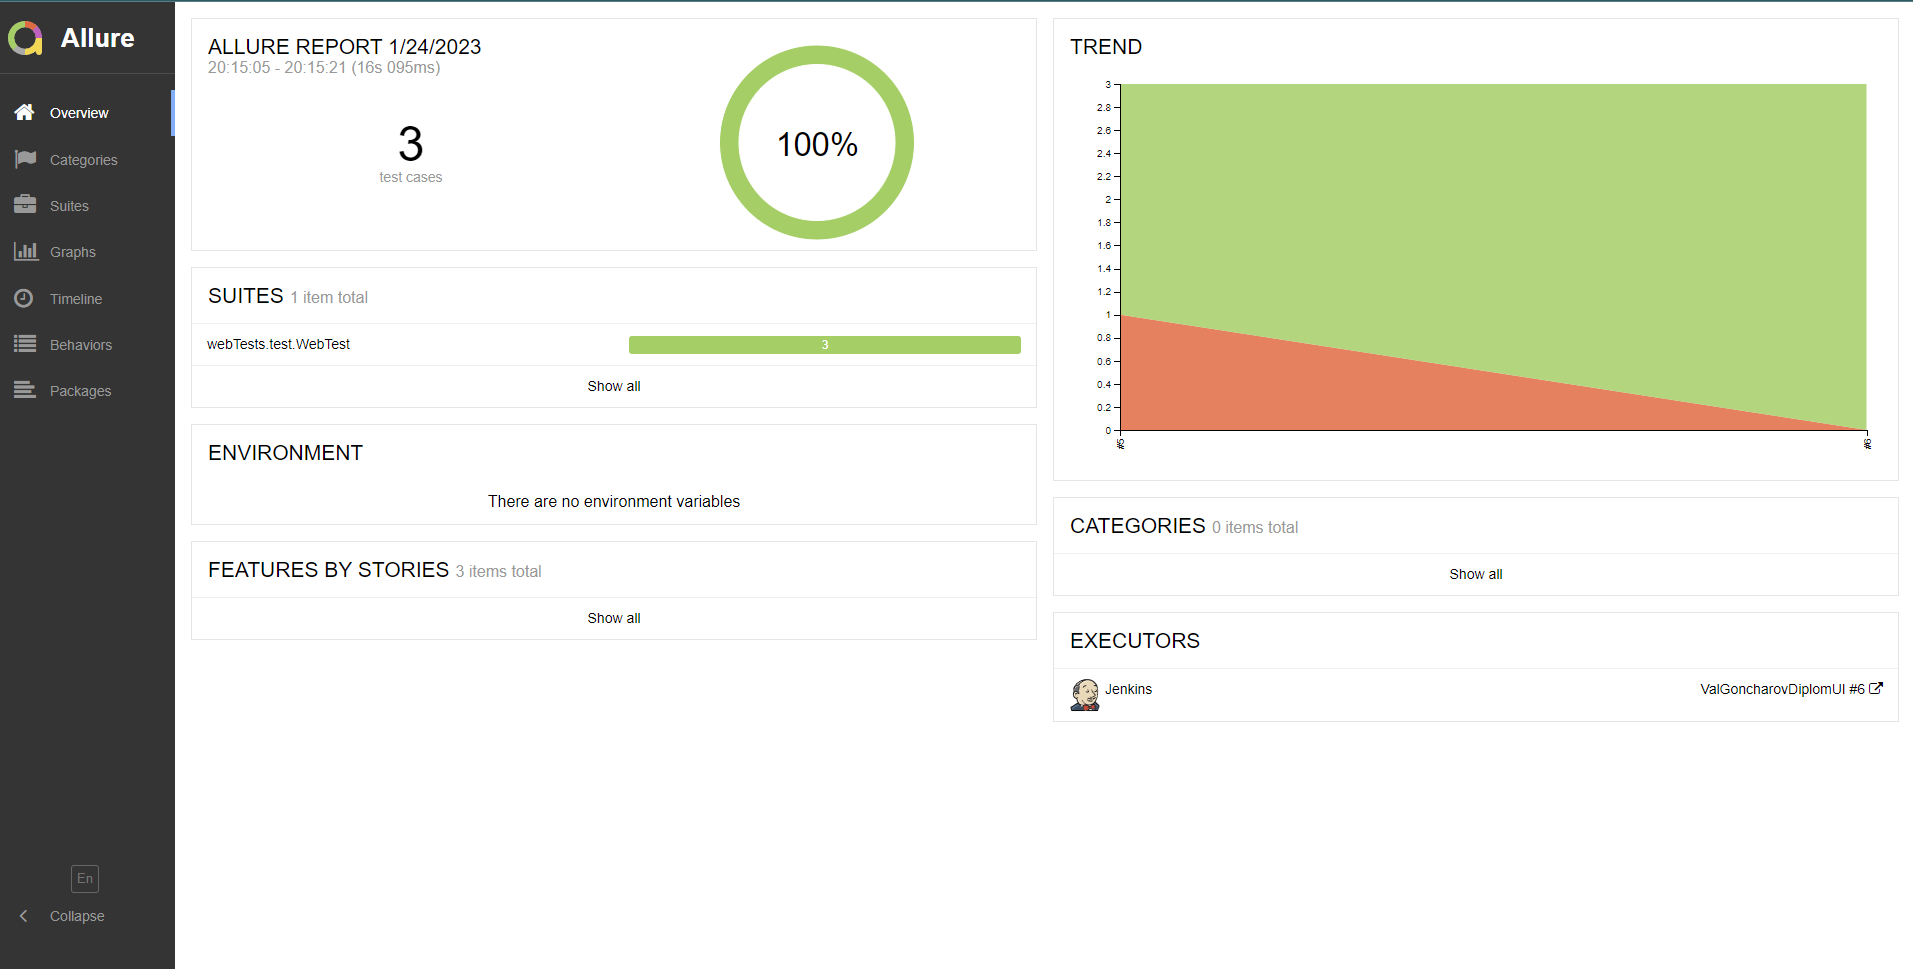 Allure
Overview
Categories
Suites
Graphs
Timeline
Behaviors
Packages
En
Collapse
ALLURE REPORT 1/24/2023
20:15:05 - 20:15:21 (16s 095ms)
3
test cases
100%
SUITES 1 item total
webTests.test.WebTest 3
Show all
ENVIRONMENT
There are no environment variables
FEATURES BY STORIES 3 items total
Show all
TREND
3
2.8
2.6
2.4
2.2
2
1.8
1.6
1.4
1.2
1
0.8
0.6
0.4
0.2
0
#5 #6
CATEGORIES 0 items total
Show all
EXECUTORS
Jenkins ValGoncharovDiplomUI #6